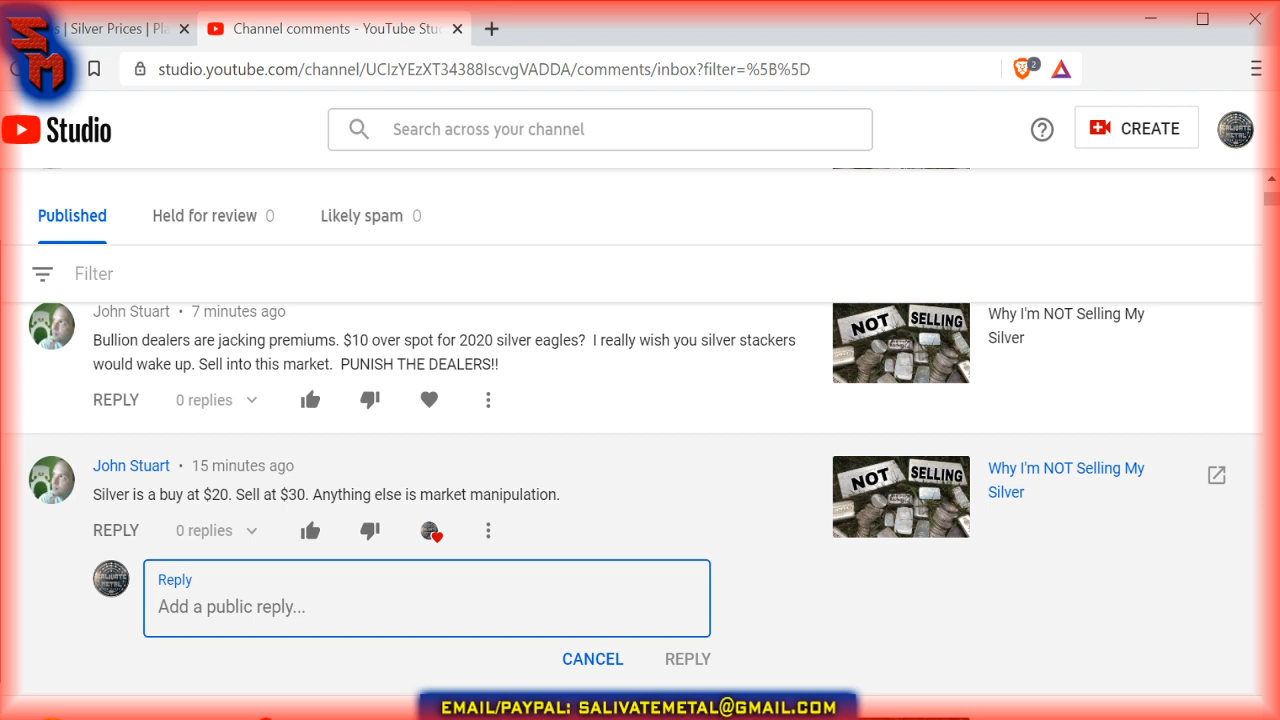 s | Silver Prices | Pla
Channel comments - YouTube Stu
SM
studio.youtube.com/channel/UCIzYEzXT34388IscvgVADDA/comments/inbox?filter=%5B%5D
2
Studio
Search across your channel
CREATE
Published
Held for review 0
Likely spam 0
Filter
John Stuart • 7 minutes ago
Bullion dealers are jacking premiums. $10 over spot for 2020 silver eagles? I really wish you silver stackers
would wake up. Sell into this market. PUNISH THE DEALERS!!
REPLY 0 replies
NOT SELLING
Why I'm NOT Selling My
Silver
John Stuart • 15 minutes ago
Silver is a buy at $20. Sell at $30. Anything else is market manipulation.
REPLY 0 replies
NOT SELLING
Why I'm NOT Selling My
Silver
Reply
Add a public reply...
CANCEL REPLY
EMAIL/PAYPAL: SALIVATEMETAL@GMAIL.COM